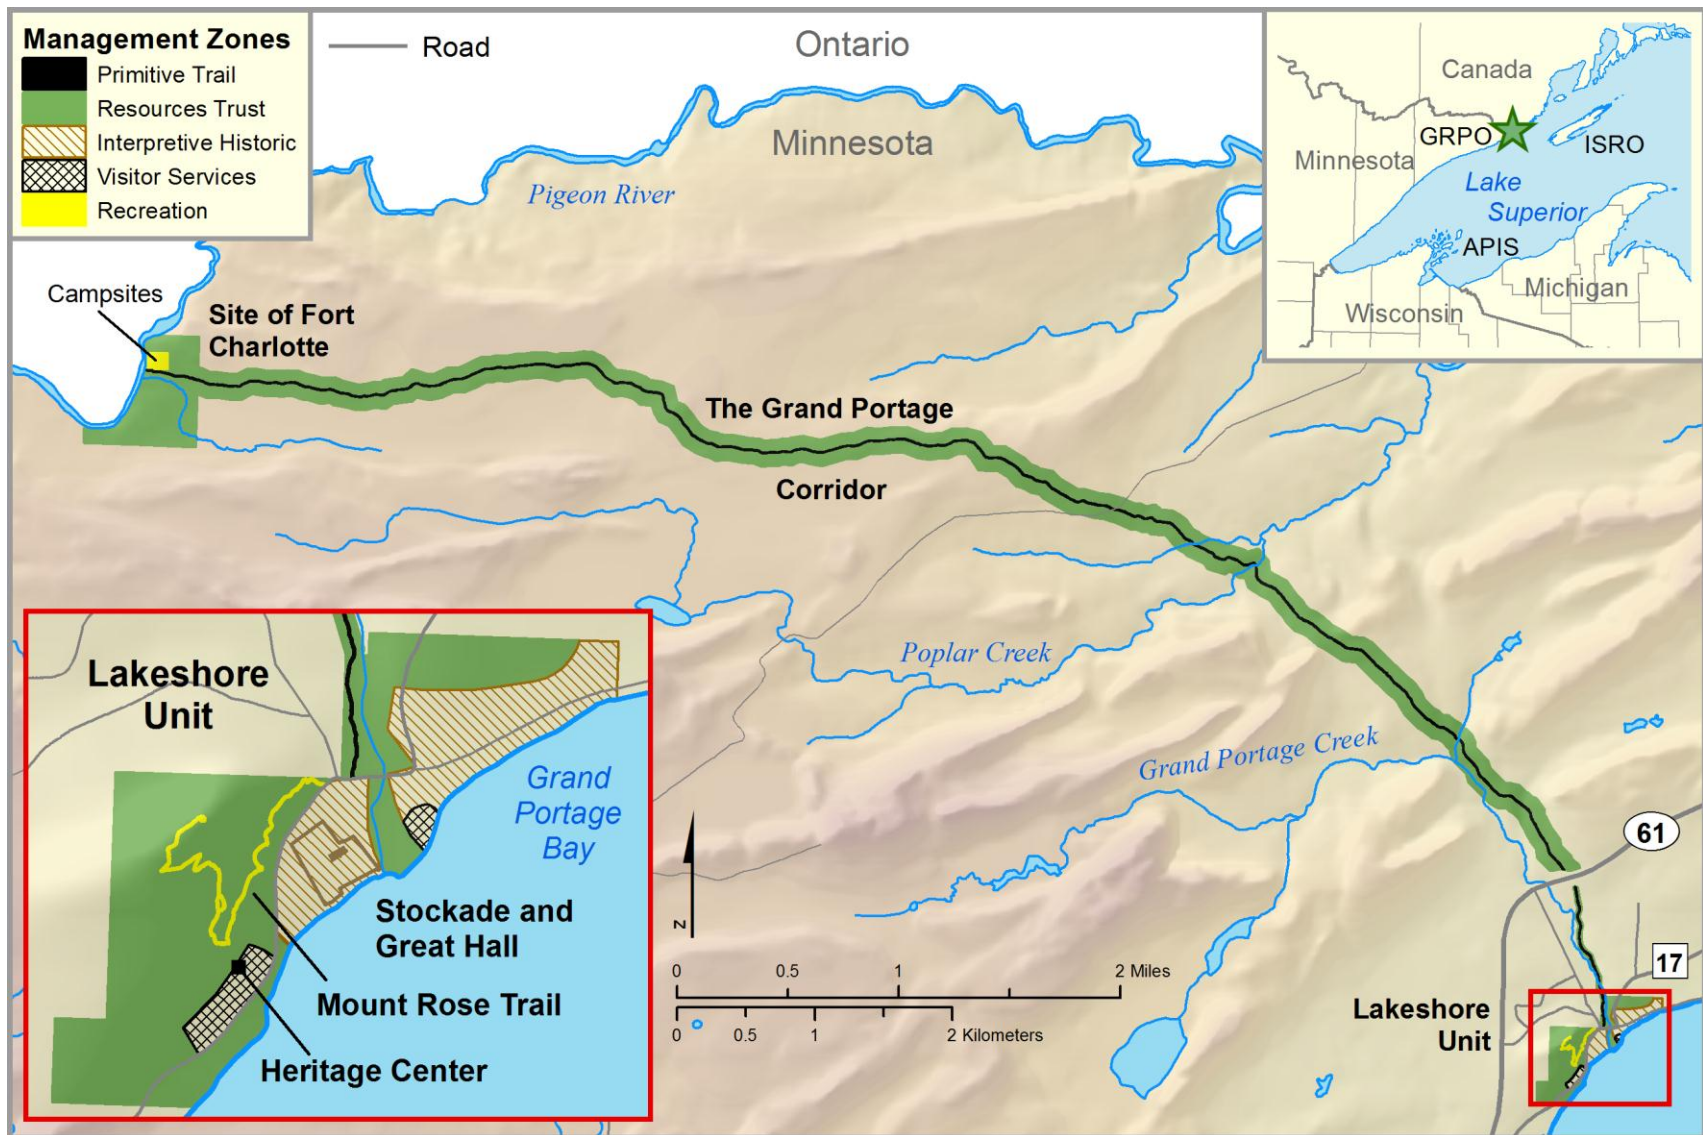 Management Zones
Primitive Trail
Resources Trust
Interpretive Historic
Visitor Services
Recreation
Road
Ontario
Minnesota
Pigeon River
Canada
GRPO
ISRO
Minnesota
Lake
Superior
APIS
Michigan
Wisconsin
Campsites
Site of Fort
Charlotte
The Grand Portage
Corridor
Poplar Creek
Grand Portage Creek
61
17
Lakeshore
Unit
Lakeshore
Unit
Grand
Portage
Bay
Stockade and
Great Hall
Mount Rose Trail
Heritage Center
N
0 0.5 1 2 Miles
0 0.5 1 2 Kilometers